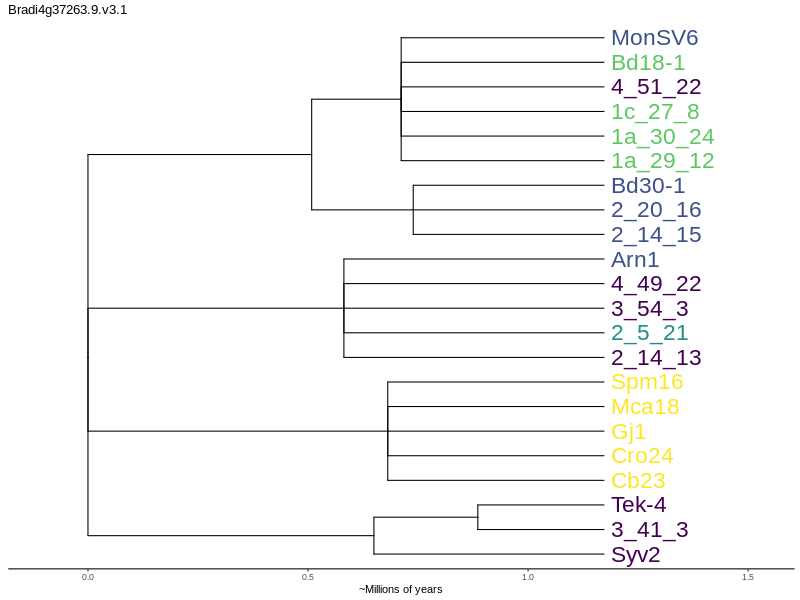 Bradi4g37263.9.v3.1
MonSV6
Bd18-1
4_51_22
1c_27_8
1a_30_24
1a_29_12
Bd30-1
2_20_16
2_14_15
Arn1
4_49_22
3_54_3
2_5_21
2_14_13
Spm16
Mca18
Gj1
Cro24
Cb23
Tek-4
3_41_3
Syv2
0.0 0.5 1.0 1.5
~Millions of years